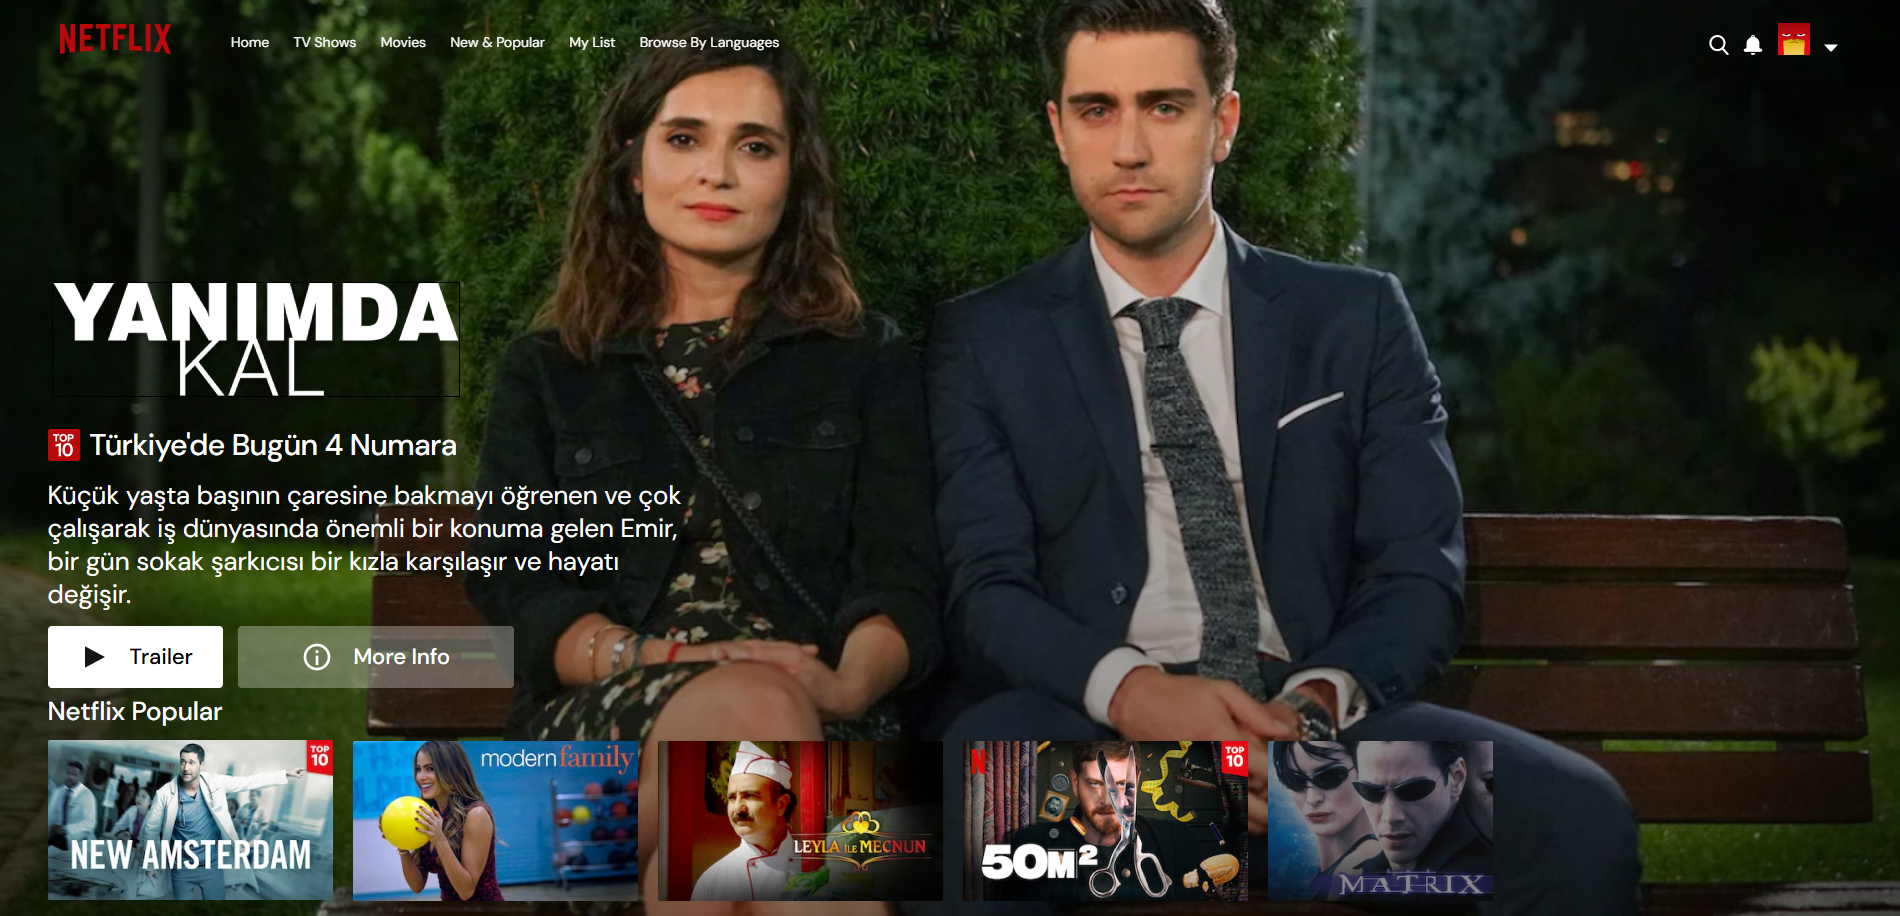 NETFLIX
Home TV Shows Movies New & Popular My List Browse By Languages
YANIMDA
KAL
TOP
10
Türkiye'de Bugün 4 Numara
Küçük yaşta başının çaresine bakmayı öğrenen ve çok
çalışarak iş dünyasında önemli bir konuma gelen Emir,
bir gün sokak şarkıcısı bir kızla karşılaşır ve hayatı
değişir.
Trailer
More Info
Netflix Popular
TOP
10
NEW AMSTERDAM
modern family
LEYLA İLE MECNUN
N
TOP
10
50M²
MATRIX